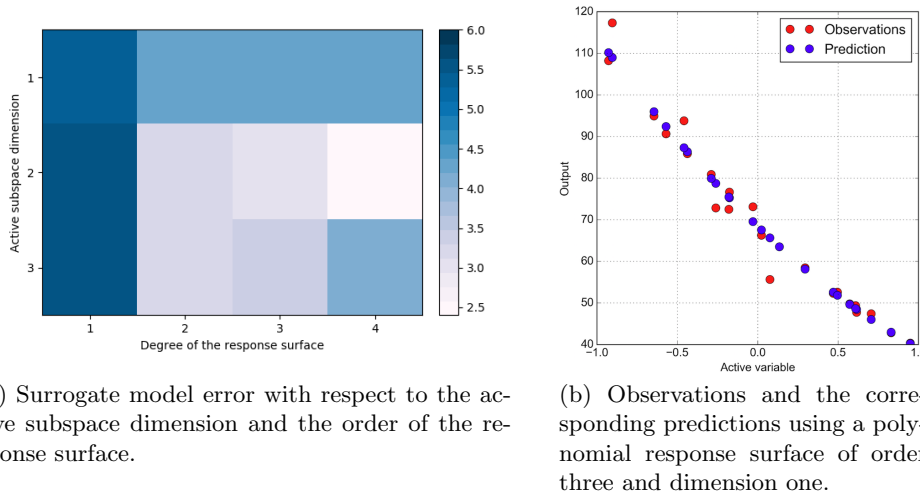 6.0
5.5
5.0
4.5
4.0
3.5
3.0
2.5
1
2
3
Active subspace dimension
1 2 3 4
Degree of the response surface
120
110
100
90
80
70
60
50
40
Output
Observations
Prediction
−1.0 −0.5 0.0 0.5 1.
Active variable
) Surrogate model error with respect to the ac-
ve subspace dimension and the order of the re-
onse surface.
(b) Observations and the corre-
sponding predictions using a poly-
nomial response surface of order
three and dimension one.